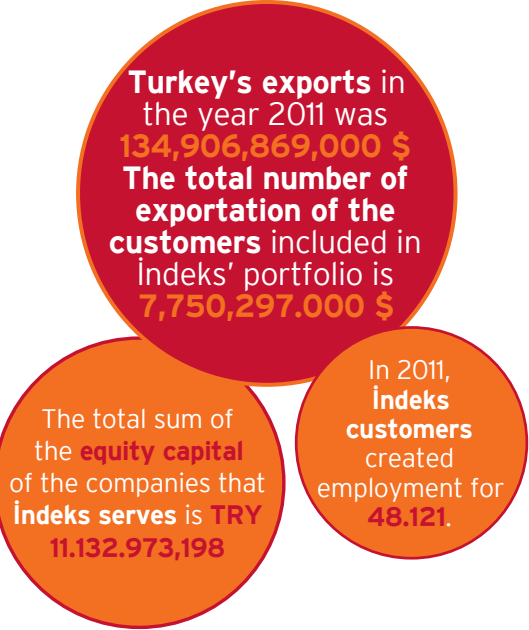 Turkey's exports in
the year 2011 was
134,906,869,000 $
The total number of
exportation of the
customers included in
İndeks' portfolio is
7,750,297.000 $
The total sum of
the equity capital
of the companies that
İndeks serves is TRY
11.132.973,198
In 2011,
İndeks
customers
created
employment for
48.121.